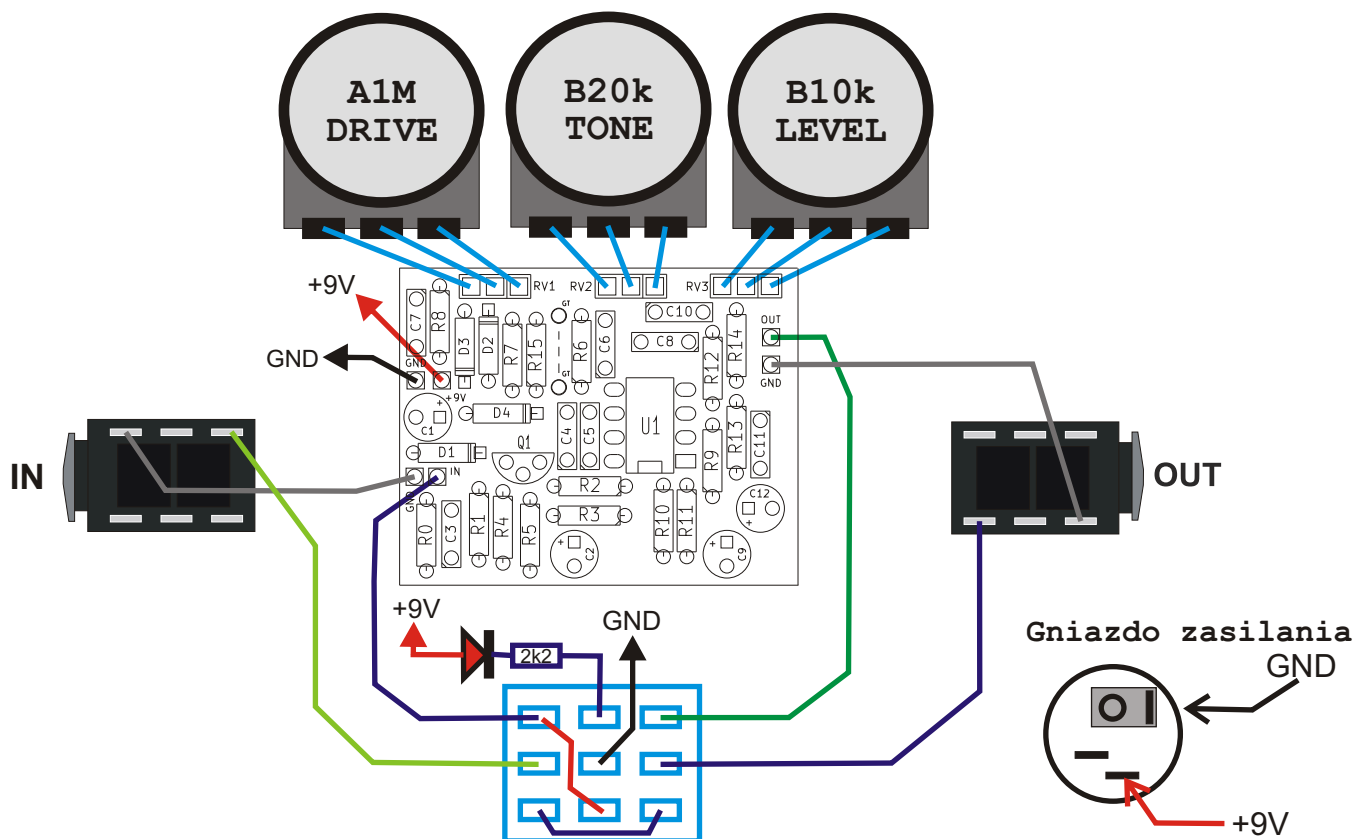 A1M
DRIVE
B20k
TONE
B10k
LEVEL
+9V
GND
RV1
RV2
RV3
C7
R8
D3
D2
R7
R15
GT
GT
R6
C6
C10
C8
R12
R14
OUT
GND
GND
+9V
+
C1
D4
D1
Q1
C4
C5
U1
R9
R13
C11
IN
GND
R0
C3
R1
R4
R5
R2
R3
+
C2
R10
R11
C12
+
+
C9
IN
OUT
+9V
2k2
GND
Gniazdo zasilania
GND
+9V